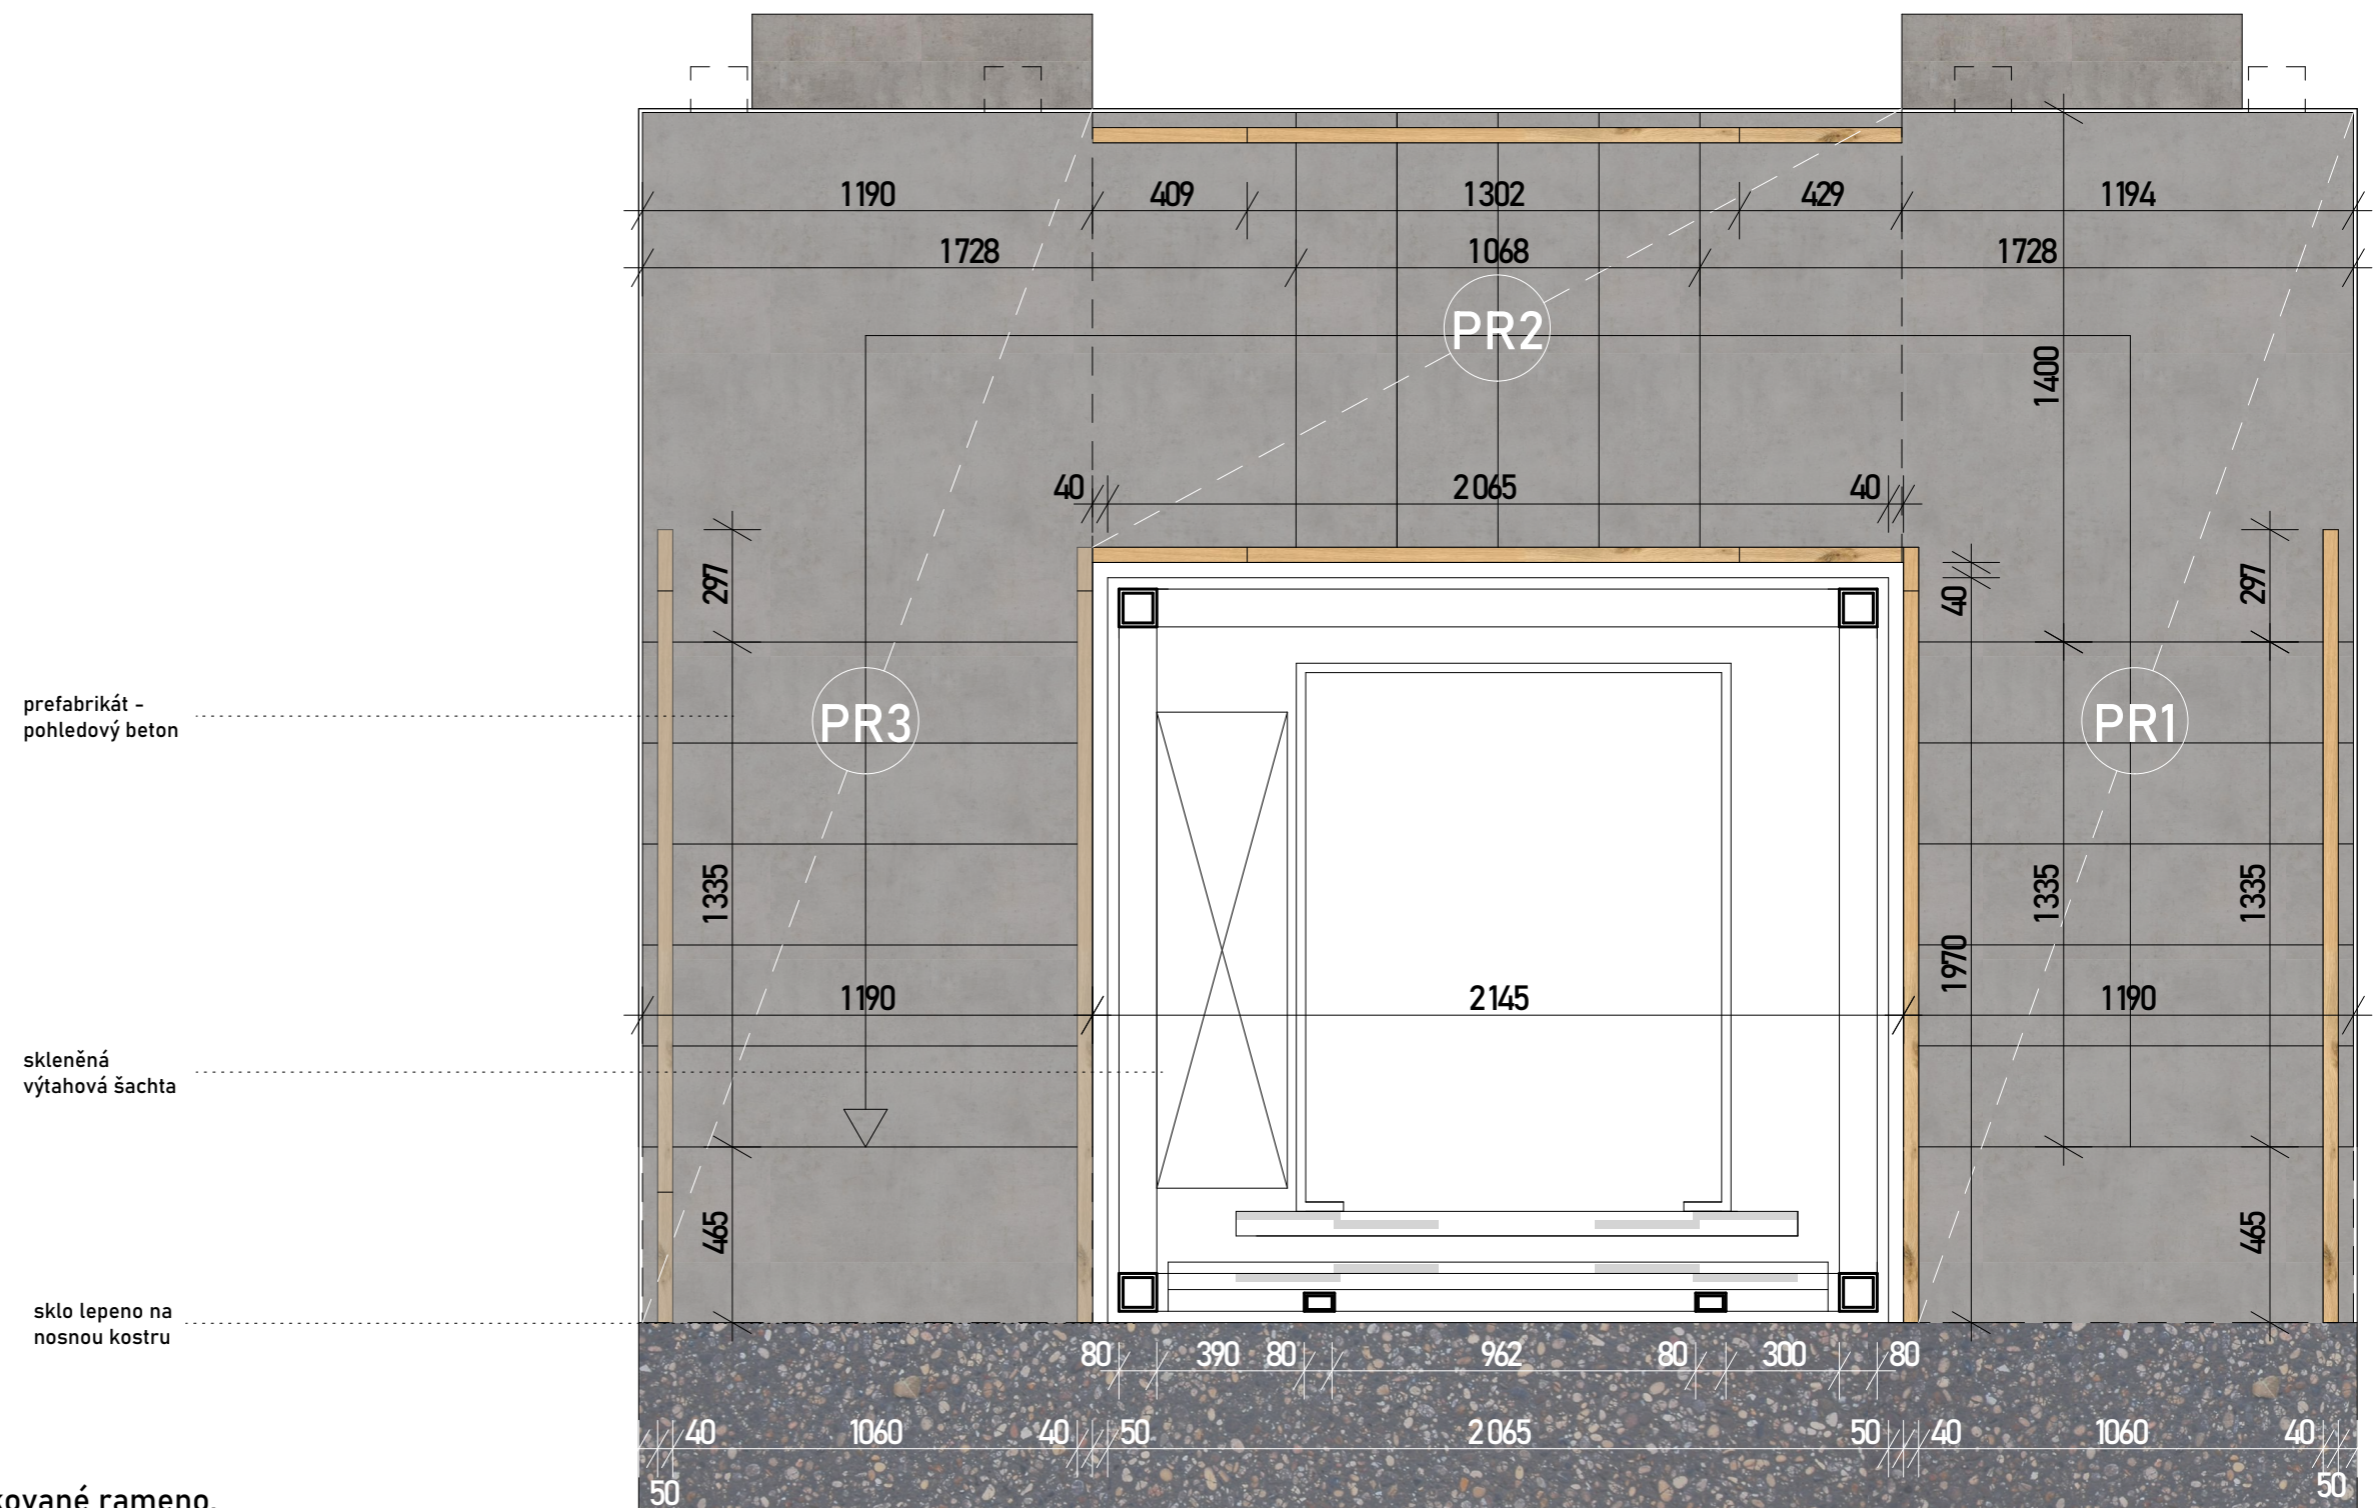 1190 409 1302 429 1194
1728 1068 1728
PR2
1400
40 2065 40
297 40 297
prefabrikát -
pohledový beton
PR3 PR1
1335 1335 1335
1970
1190 2145 1190
skleněná
výtahová šachta
465 465
sklo lepeno na
nosnou kostru
80 390 80 962 80 300 80
40 1060 40 50 2065 50 40 1060 40
50 50
kované rameno.